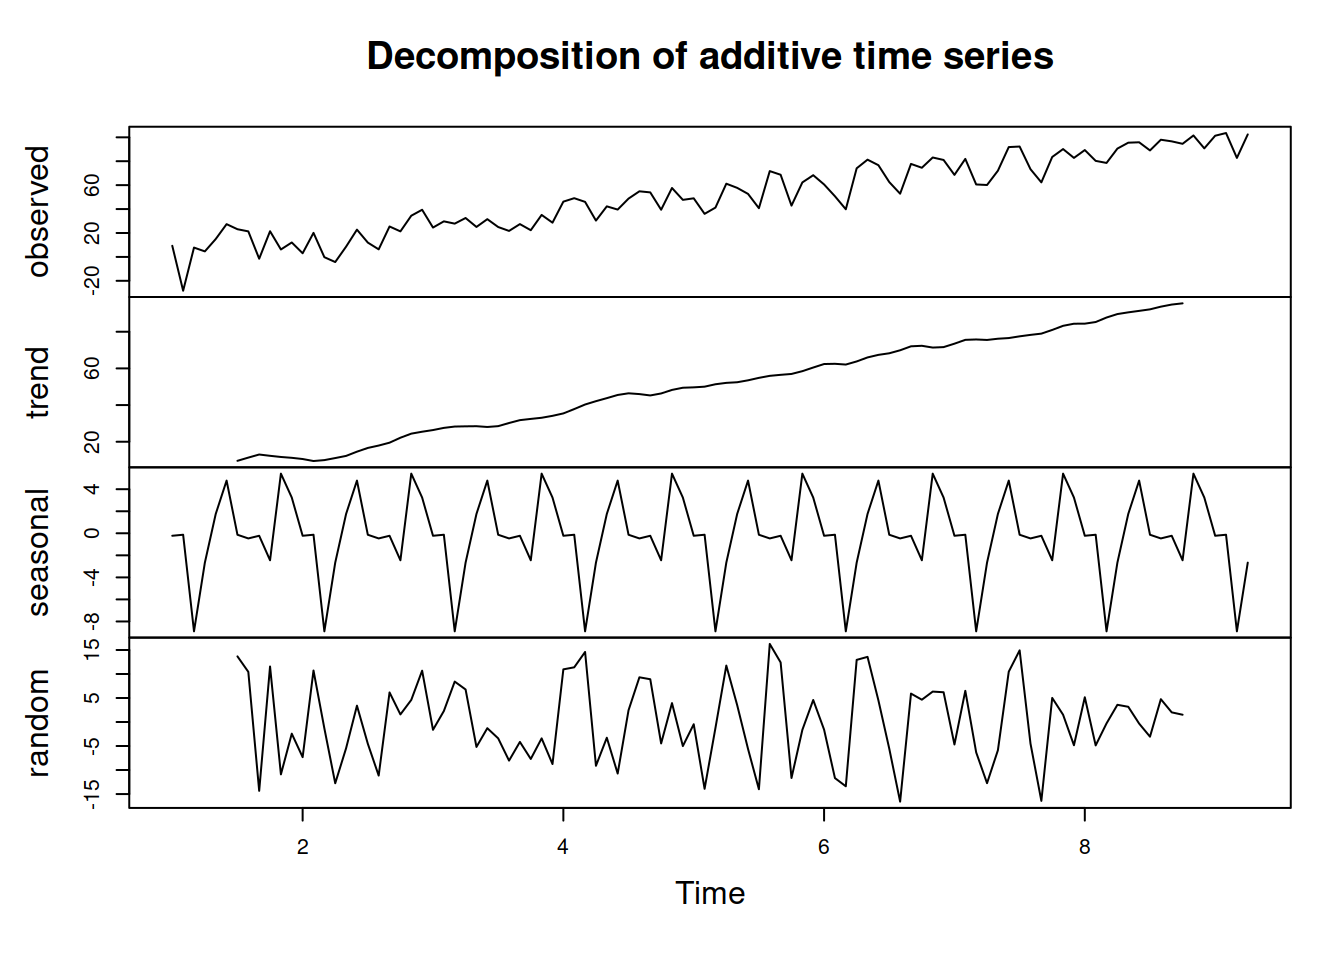 Decomposition of additive time series
observed
-20 20 60
trend
20 60
seasonal
-8 -4 0 4
random
-15 -5 5 15
2 4 6 8
Time